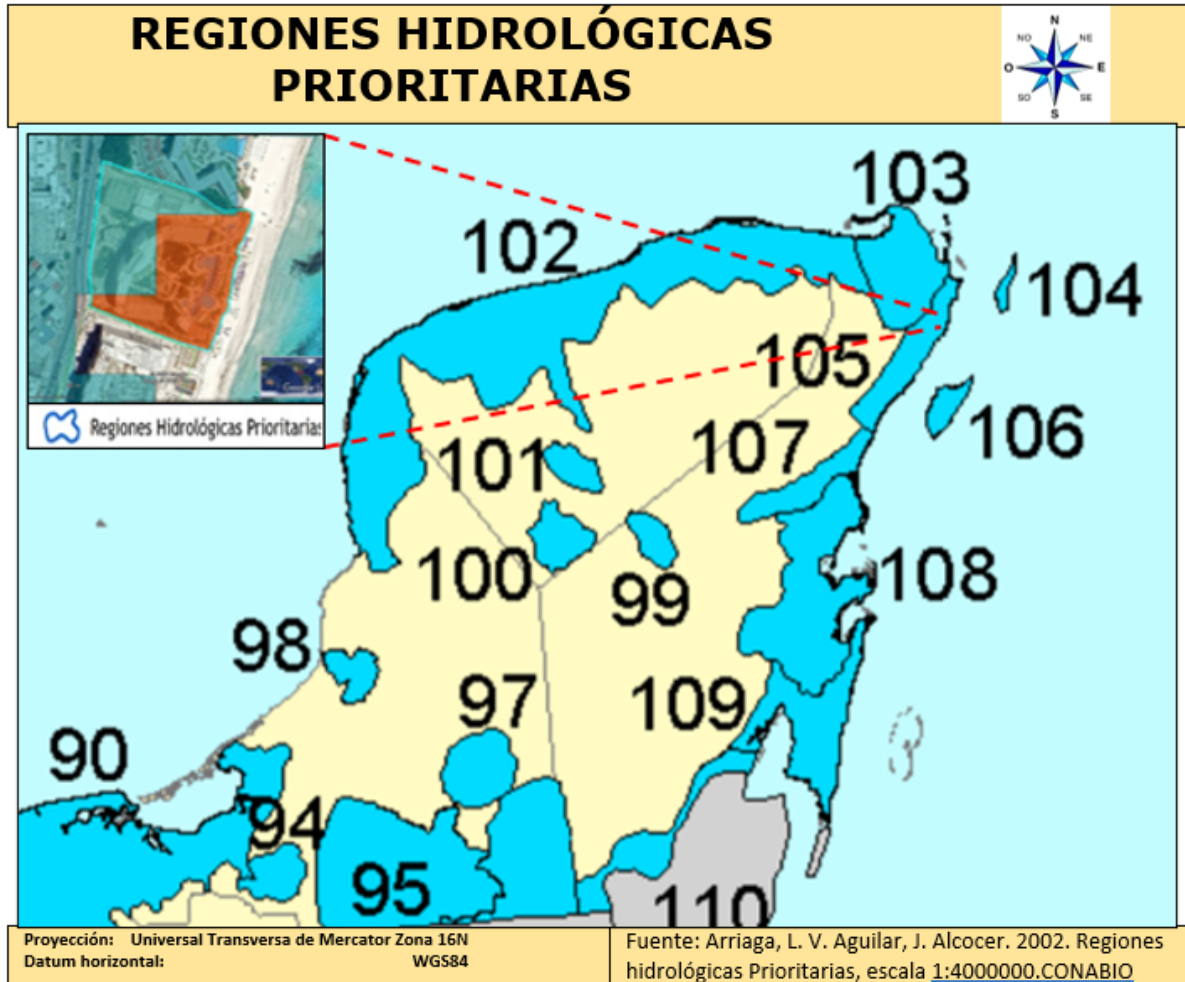 REGIONES HIDROLÓGICAS
PRIORITARIAS
N
NO
NE
O
E
SO
SE
S
Regiones Hidrológicas Prioritarias
103
102
104
105
106
101
107
100
99
108
98
97
109
90
94
95
110
Proyección: Universal Transversa de Mercator Zona 16N
Datum horizontal: WGS84
Fuente: Arriaga, L. V. Aguilar, J. Alcocer. 2002. Regiones
hidrológicas Prioritarias, escala 1:4000000.CONABIO